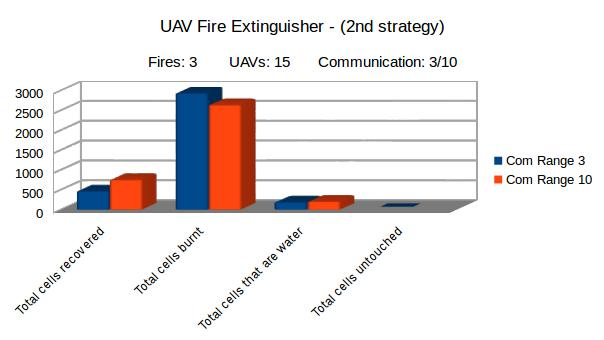 UAV Fire Extinguisher - (2nd strategy)
Fires: 3 UAVs: 15 Communication: 3/10
3000
2500
2000
1500
1000
500
0
Total cells recovered
Total cells burnt
Total cells that are water
Total cells untouched
Com Range 3
Com Range 10